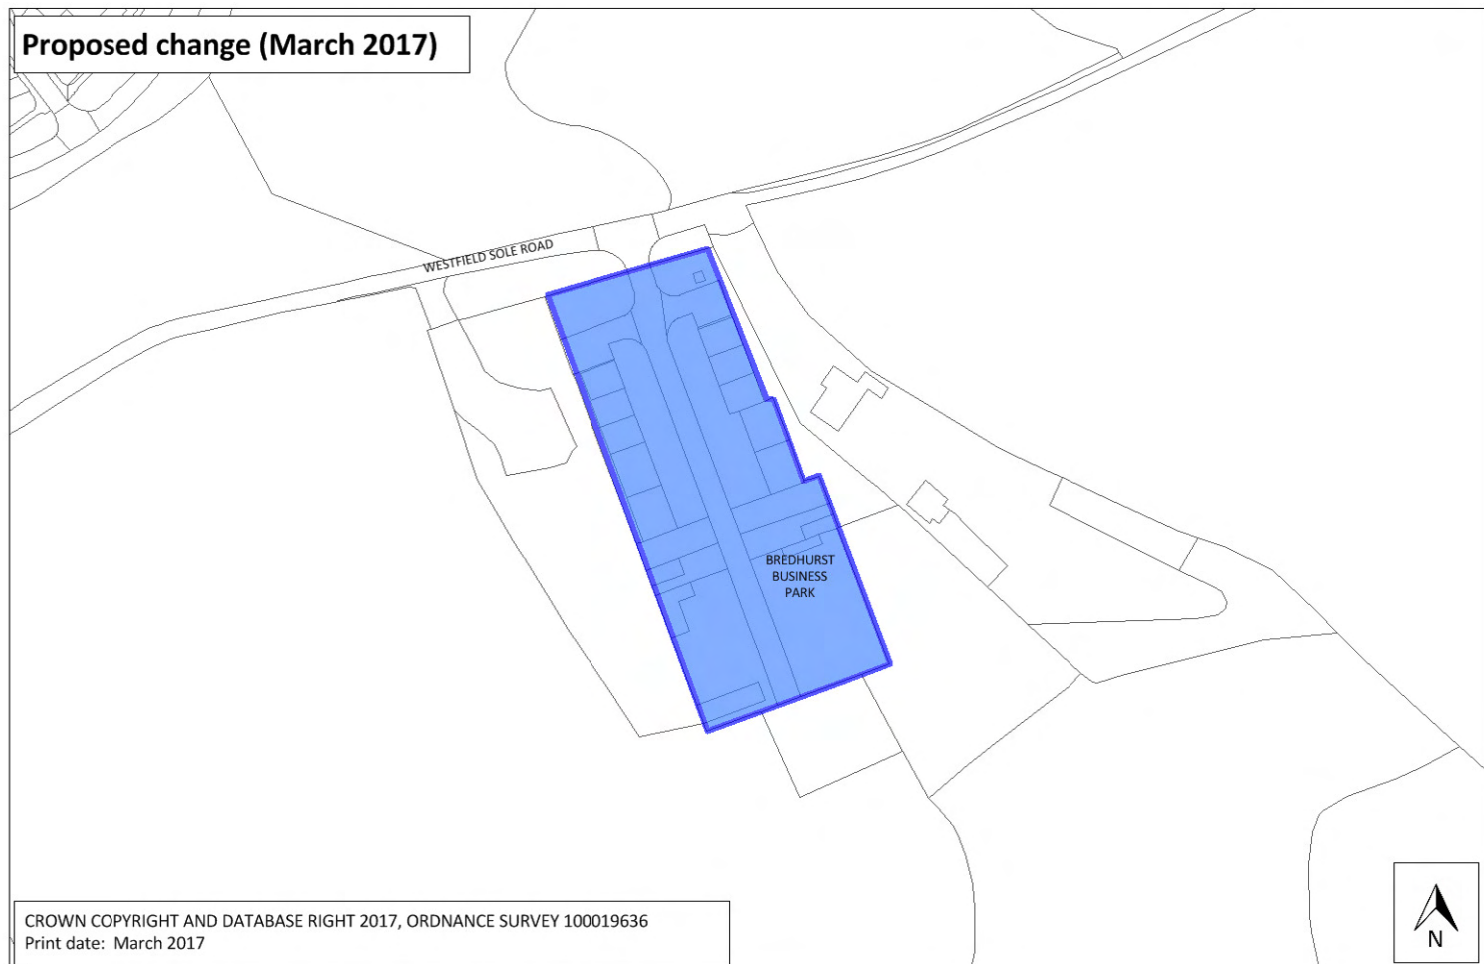 Proposed change (March 2017)
WESTFIELD SOLE ROAD
BREDHURST
BUSINESS
PARK
CROWN COPYRIGHT AND DATABASE RIGHT 2017, ORDNANCE SURVEY 100019636
Print date: March 2017
N